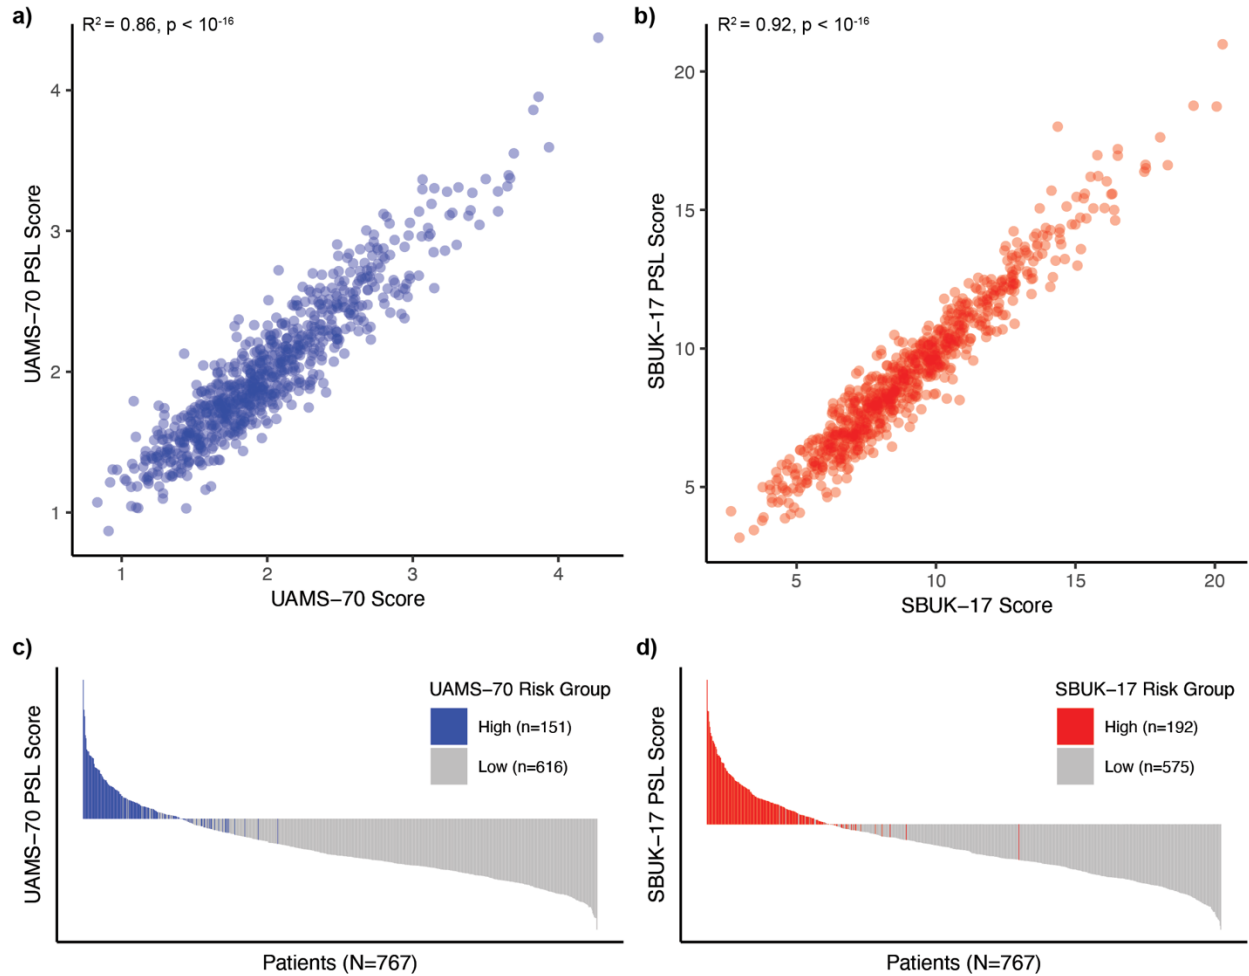 a)
R² = 0.86, p < 10⁻¹⁶
UAMS−70 PSL Score
4
3
2
1
1 2 3 4
UAMS−70 Score
b)
R² = 0.92, p < 10⁻¹⁶
SBUK−17 PSL Score
20
15
10
5
5 10 15 20
SBUK−17 Score
c)
UAMS−70 PSL Score
UAMS−70 Risk Group
High (n=151)
Low (n=616)
Patients (N=767)
d)
SBUK−17 PSL Score
SBUK−17 Risk Group
High (n=192)
Low (n=575)
Patients (N=767)